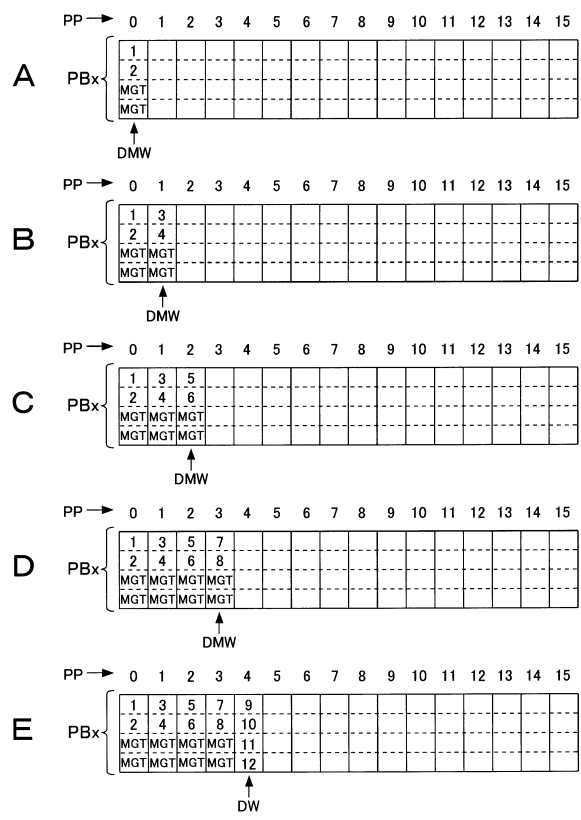 PP 0 1 2 3 4 5 6 7 8 9 10 11 12 13 14 15
1
A PBx 2
MGT
MGT
DMW
PP 0 1 2 3 4 5 6 7 8 9 10 11 12 13 14 15
1 3
B PBx 2 4
MGT MGT
MGT MGT
DMW
PP 0 1 2 3 4 5 6 7 8 9 10 11 12 13 14 15
1 3 5
C PBx 2 4 6
MGT MGT MGT
MGT MGT MGT
DMW
PP 0 1 2 3 4 5 6 7 8 9 10 11 12 13 14 15
1 3 5 7
D PBx 2 4 6 8
MGT MGT MGT MGT
MGT MGT MGT MGT
DMW
PP 0 1 2 3 4 5 6 7 8 9 10 11 12 13 14 15
1 3 5 7 9
E PBx 2 4 6 8 10
MGT MGT MGT MGT 11
MGT MGT MGT MGT 12
DW